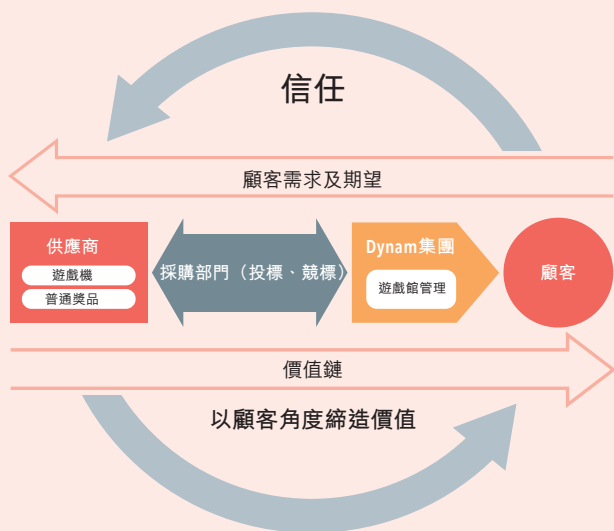 信任
顧客需求及期望
供應商
遊戲機
普通獎品
採購部門（投標、競標）
Dynam集團
遊戲館管理
顧客
價值鏈
以顧客角度締造價值